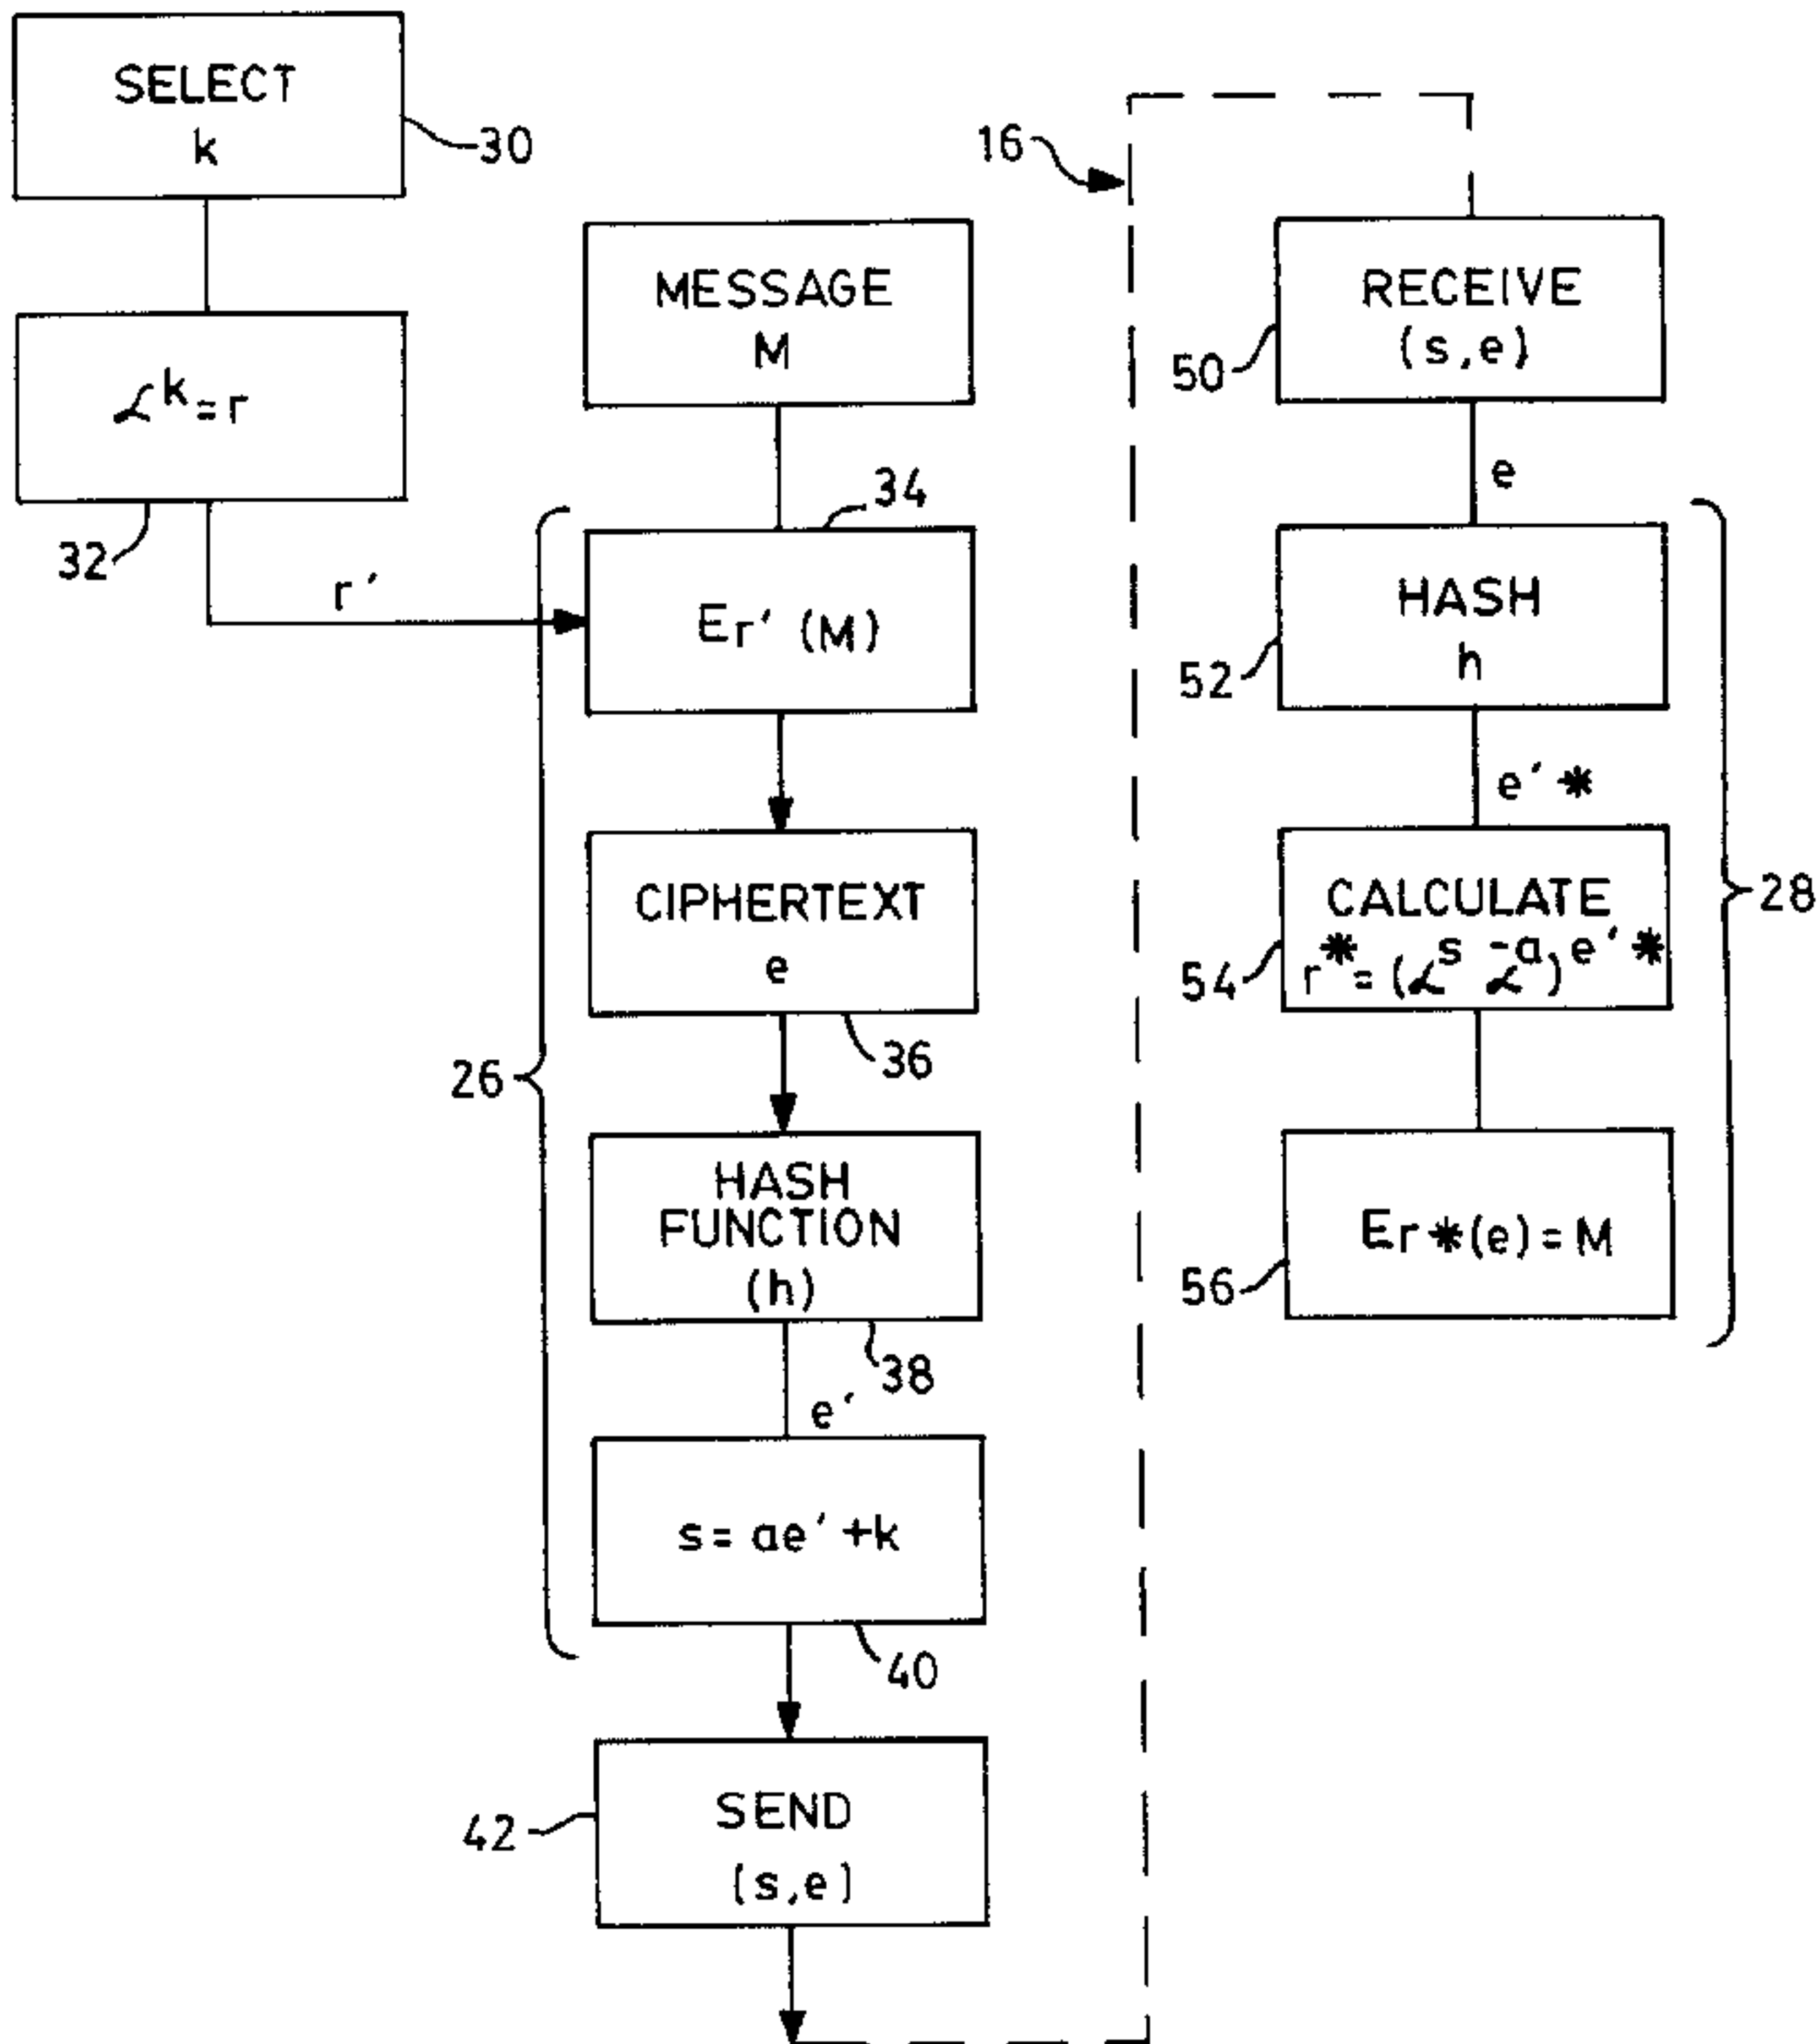 SELECT
k
30
α^k = r
32
r′
MESSAGE
M
34
Er′ (M)
CIPHERTEXT
e
36
26
HASH
FUNCTION
(h)
38
e′
s= ae′ +k
40
SEND
(s,e)
42
16
RECEIVE
(s,e)
50
e
HASH
h
52
e′ *
CALCULATE
r* = (α^s α^-a) e′ *
54
28
Er*(e) = M
56